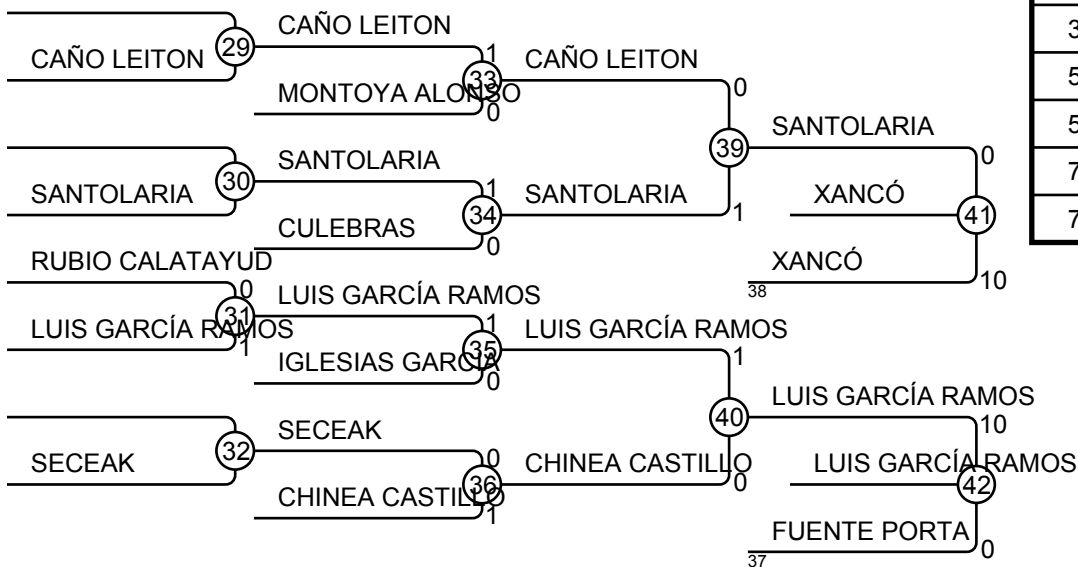 CAÑO LEITON
3
CAÑO LEITON
29
1
CAÑO LEITON
5
33
0
MONTOYA ALONSO
0
SANTOLARIA
5
39
0
SANTOLARIA
7
SANTOLARIA
30
1
SANTOLARIA
1
XANCÓ
41
7
34
CULEBRAS
0
RUBIO CALATAYUD
XANCÓ
0
38
10
LUIS GARCÍA RAMOS
31
LUIS GARCÍA RAMOS
1
LUIS GARCÍA RAMOS
1
35
1
IGLESIAS GARCÍA
0
LUIS GARCÍA RAMOS
40
10
SECEAK
32
0
CHINEA CASTILLO
LUIS GARCÍA RAMOS
SECEAK
36
0
42
CHINEA CASTILLO
1
FUENTE PORTA
0
37